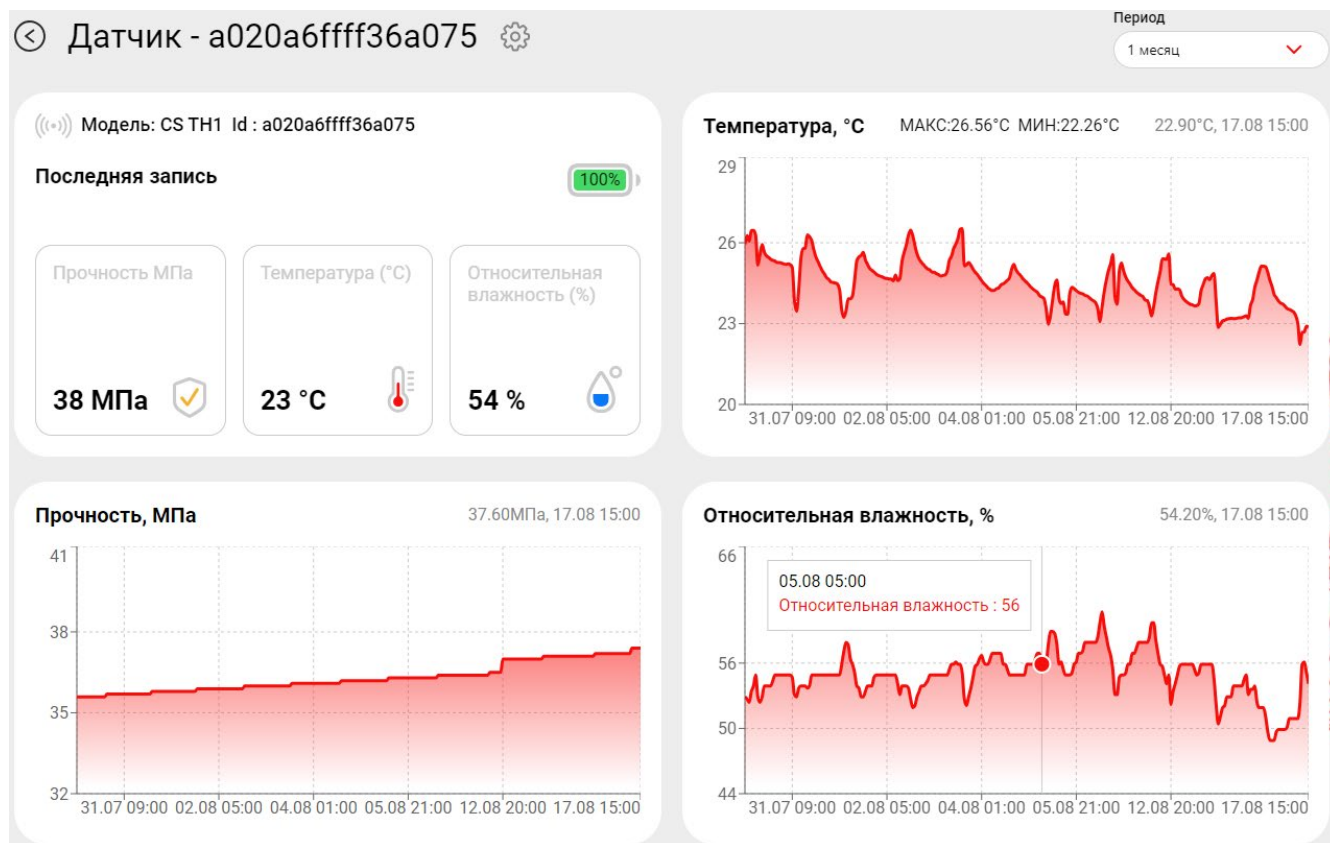 Датчик - a020a6ffff36a075
Период
1 месяц
Модель: CS TH1 Id : a020a6ffff36a075
Последняя запись
100%
Прочность МПа
38 МПа
Температура (°C)
23 °C
Относительная
влажность (%)
54 %
Температура, °C МАКС:26.56°C МИН:22.26°C 22.90°C, 17.08 15:00
29
26
23
20
31.07 09:00 02.08 05:00 04.08 01:00 05.08 21:00 12.08 20:00 17.08 15:00
Прочность, МПа 37.60МПа, 17.08 15:00
41
38
35
32
31.07 09:00 02.08 05:00 04.08 01:00 05.08 21:00 12.08 20:00 17.08 15:00
Относительная влажность, % 54.20%, 17.08 15:00
66
05.08 05:00
Относительная влажность : 56
56
50
44
31.07 09:00 02.08 05:00 04.08 01:00 05.08 21:00 12.08 20:00 17.08 15:00